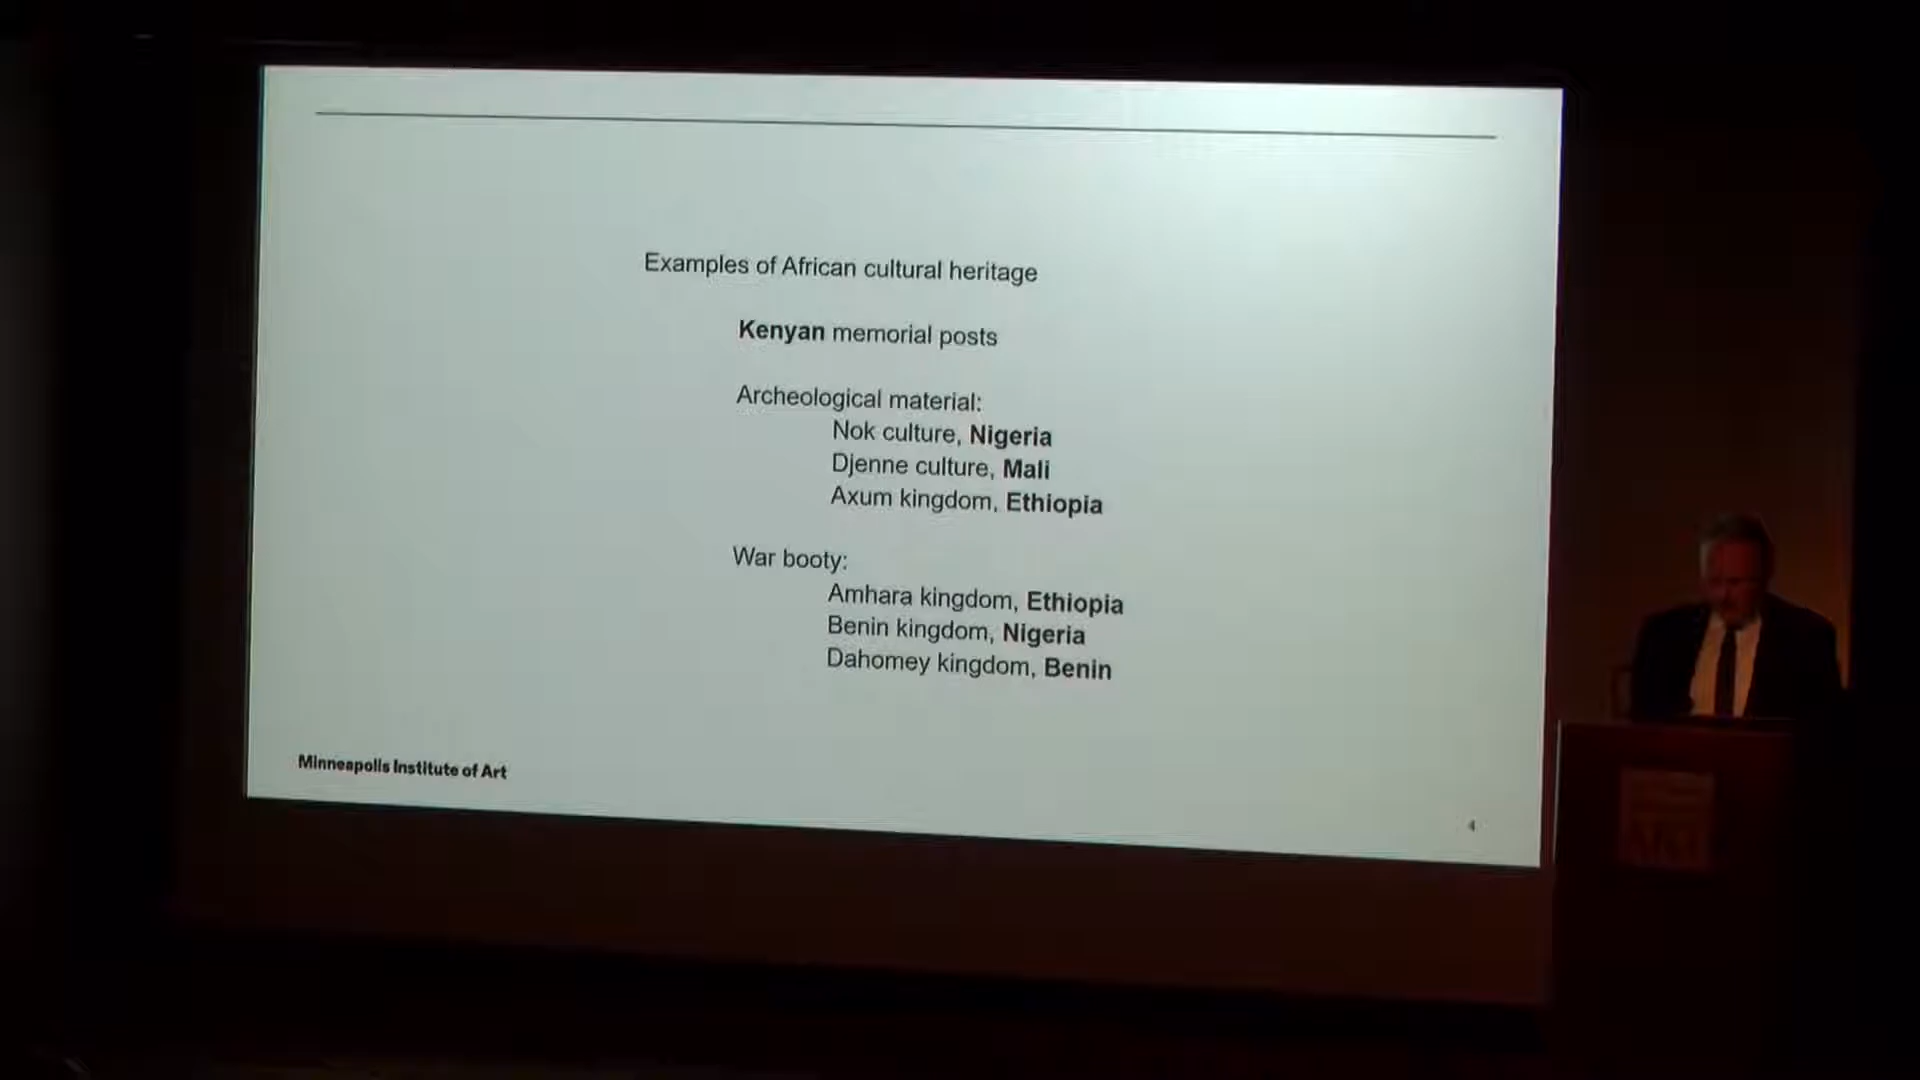 Examples of African cultural heritage
Kenyan memorial posts
Archeological material:
Nok culture, Nigeria
Djenne culture, Mali
Axum kingdom, Ethiopia
War booty:
Amhara kingdom, Ethiopia
Benin kingdom, Nigeria
Dahomey kingdom, Benin
Minneapolis Institute of Art
4